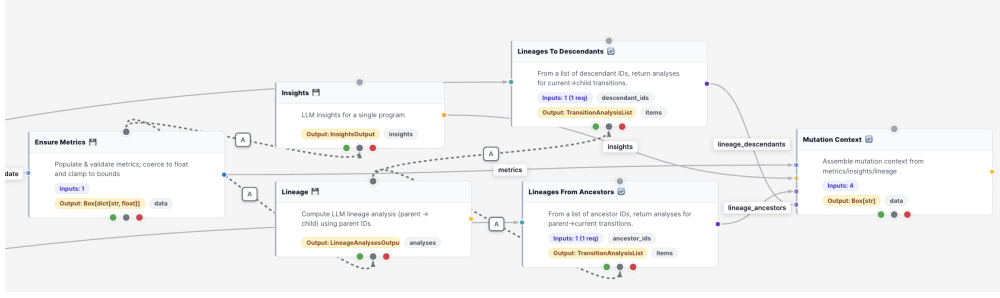 Lineages To Descendants
From a list of descendant IDs, return analyses
for current→child transitions.
Inputs: 1 (1 req) descendant_ids
Output: TransitionAnalysisList items
Insights
LLM insights for a single program
Output: InsightsOutput insights
Ensure Metrics
Populate & validate metrics; coerce to float
and clamp to bounds
Inputs: 1
Output: Box[dict[str, float]] data
date
A
A
A
A
insights
metrics
lineage_descendants
lineage_ancestors
Lineage
Compute LLM lineage analysis (parent →
child) using parent IDs
Output: LineageAnalysesOutpu analyses
Lineages From Ancestors
From a list of ancestor IDs, return analyses for
parent→current transitions.
Inputs: 1 (1 req) ancestor_ids
Output: TransitionAnalysisList items
Mutation Context
Assemble mutation context from
metrics/insights/lineage
Inputs: 4
Output: Box[str] data